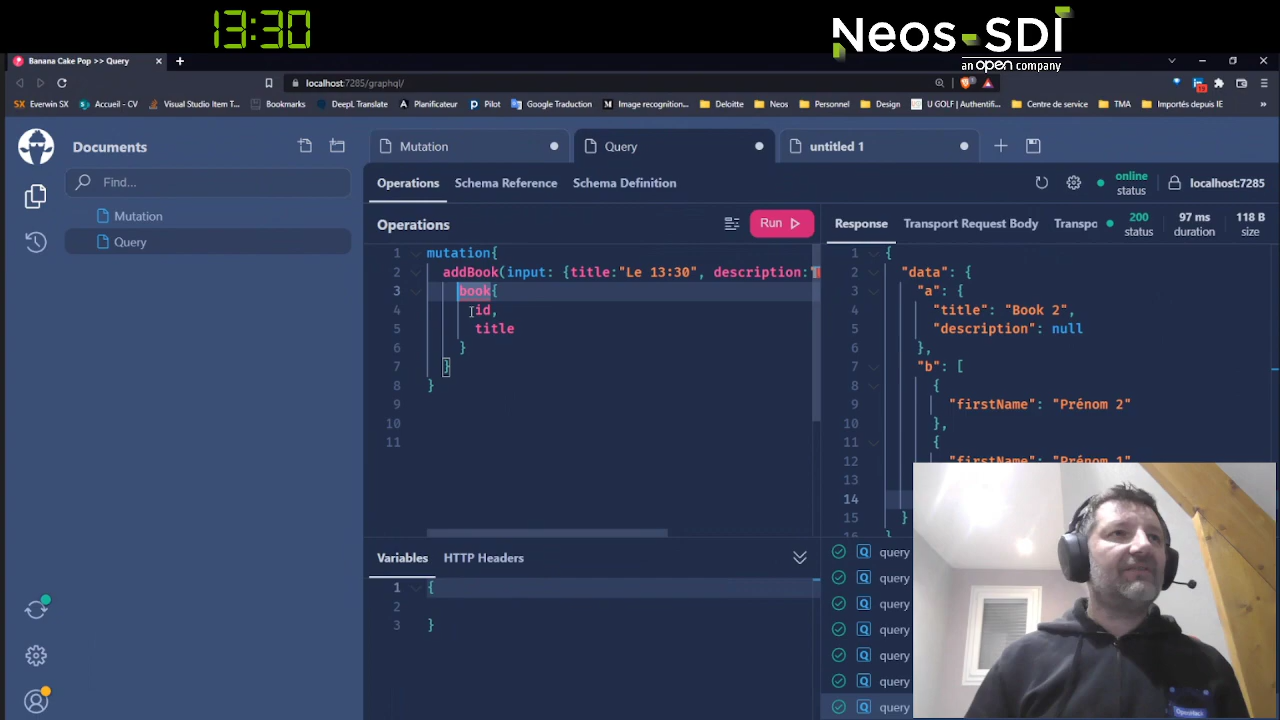 13:30
Neos-SDI
an open company
Banana Cake Pop >> Query
localhost:7285/graphql/
Everwin SX
Accueil - CV
Visual Studio Item T...
Bookmarks
DeepL Translate
Planificateur
Pilot
Google Traduction
Image recognition...
Deloitte
Neos
Personnel
Design
U GOLF | Authentifi...
Centre de service
TMA
Importés depuis IE
Documents
Find...
Mutation
Query
Mutation
Query
untitled 1
Operations
Schema Reference
Schema Definition
online
status
localhost:7285
Operations
Run
1 mutation{
2 addBook(input: {title:"Le 13:30", description:"
3 book{
4 id,
5 title
6 }
7 }
8 }
9
10
11
Variables
HTTP Headers
1 {
2
3 }
Response
Transport Request Body
Transpo
200
status
97 ms
duration
118 B
size
1 {
2 "data": {
3 "a": {
4 "title": "Book 2",
5 "description": null
6 },
7 "b": [
8 {
9 "firstName": "Prénom 2"
10 },
11 {
12 "firstName": "Prénom 1"
13
14
15 }
16 }
query
query
query
query
query
query
query